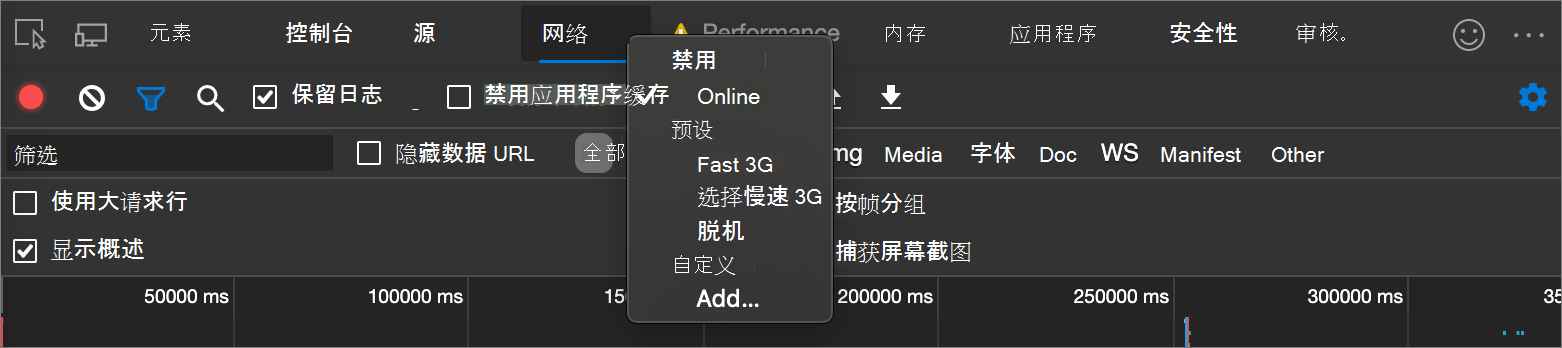 元素 控制台 源 网络 Performance 内存 应用程序 安全性 审核。
保留日志 禁用应用程序缓存
筛选 隐藏数据 URL 全部 Media 字体 Doc WS Manifest Other
使用大请求行 按帧分组
显示概述 捕获屏幕截图
禁用
Online
预设
Fast 3G
选择慢速 3G
脱机
自定义
Add...
50000 ms 100000 ms 200000 ms 250000 ms 300000 ms